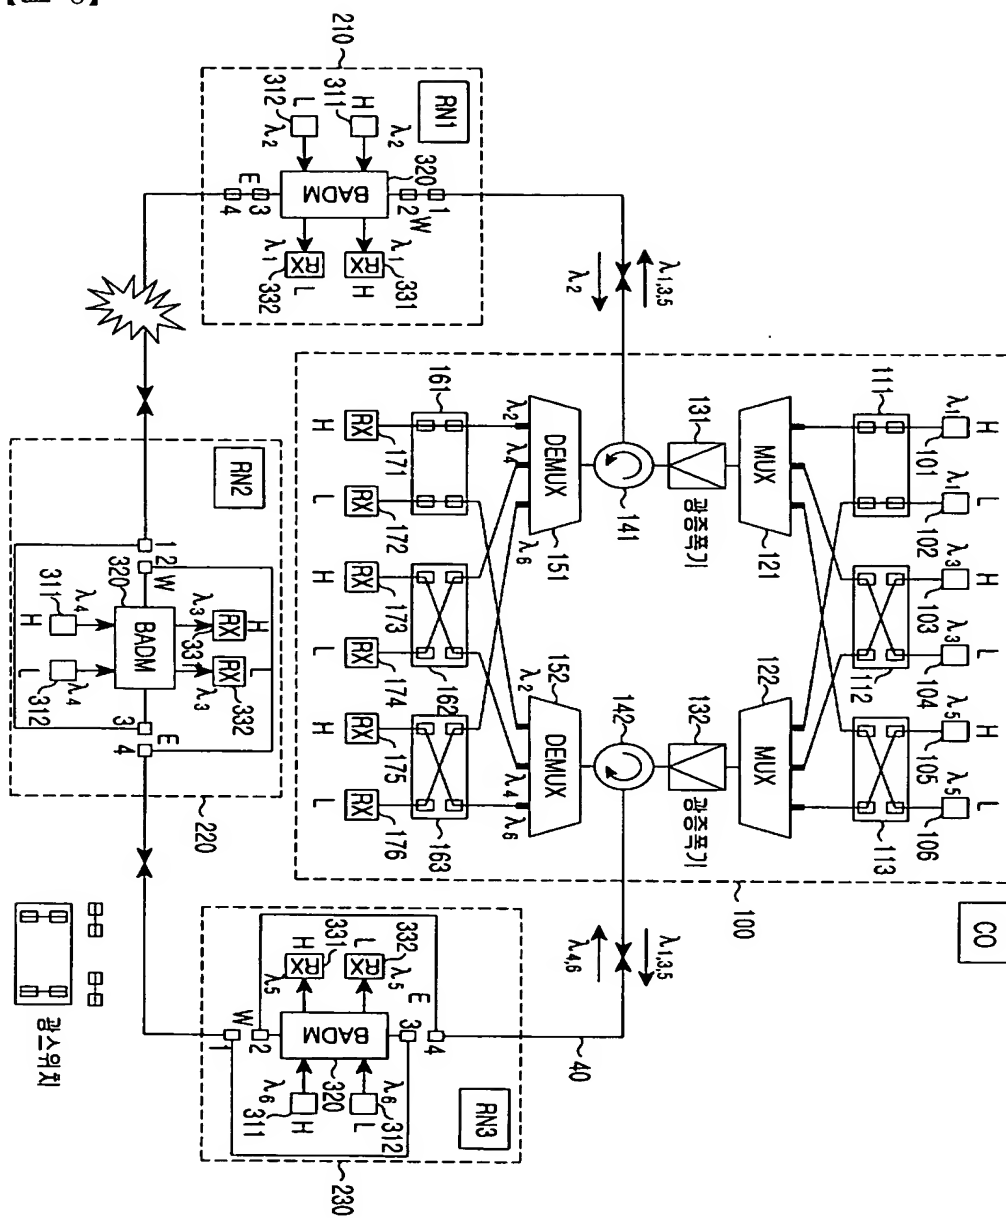 CO
100
H
λ1
101
L
λ1
102
H
λ3
103
L
λ3
104
H
λ5
105
L
λ5
106
111
112
113
MUX
121
MUX
122
131
광증폭기
132
광증폭기
141
142
DEMUX
151
DEMUX
152
λ2
λ4
λ6
λ2
λ4
λ6
161
162
163
RX
171
H
RX
172
L
RX
173
H
RX
174
L
RX
175
H
RX
176
L
λ1,3,5
λ2
λ1,3,5
λ4,6
40
210
RN1
H
311
λ2
L
312
λ2
320
BADM
1
2
W
E
3
4
λ1
RX
331
H
λ1
RX
332
L
RN2
220
1
2
W
320
BADM
H
311
λ4
L
312
λ4
λ3
331
RX
H
λ3
332
RX
L
3
E
4
RN3
230
W
1
2
E
3
4
BADM
320
331
H
RX
λ5
332
L
RX
λ5
λ6
311
H
λ6
312
L
광스위치